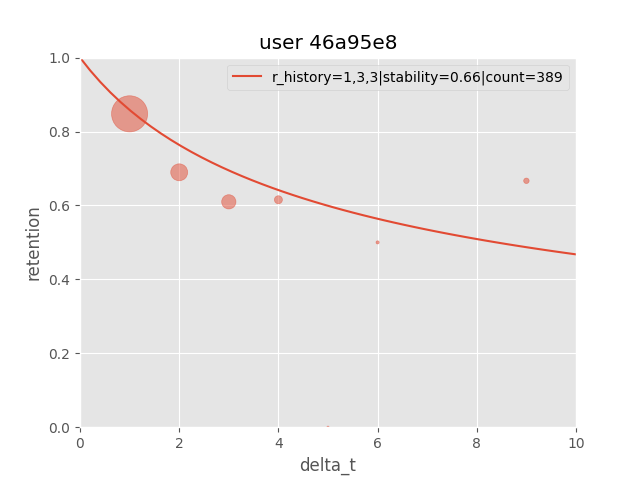 user 46a95e8
r_history=1,3,3|stability=0.66|count=389
1.0
0.8
0.6
0.4
0.2
0.0
retention
0 2 4 6 8 10
delta_t